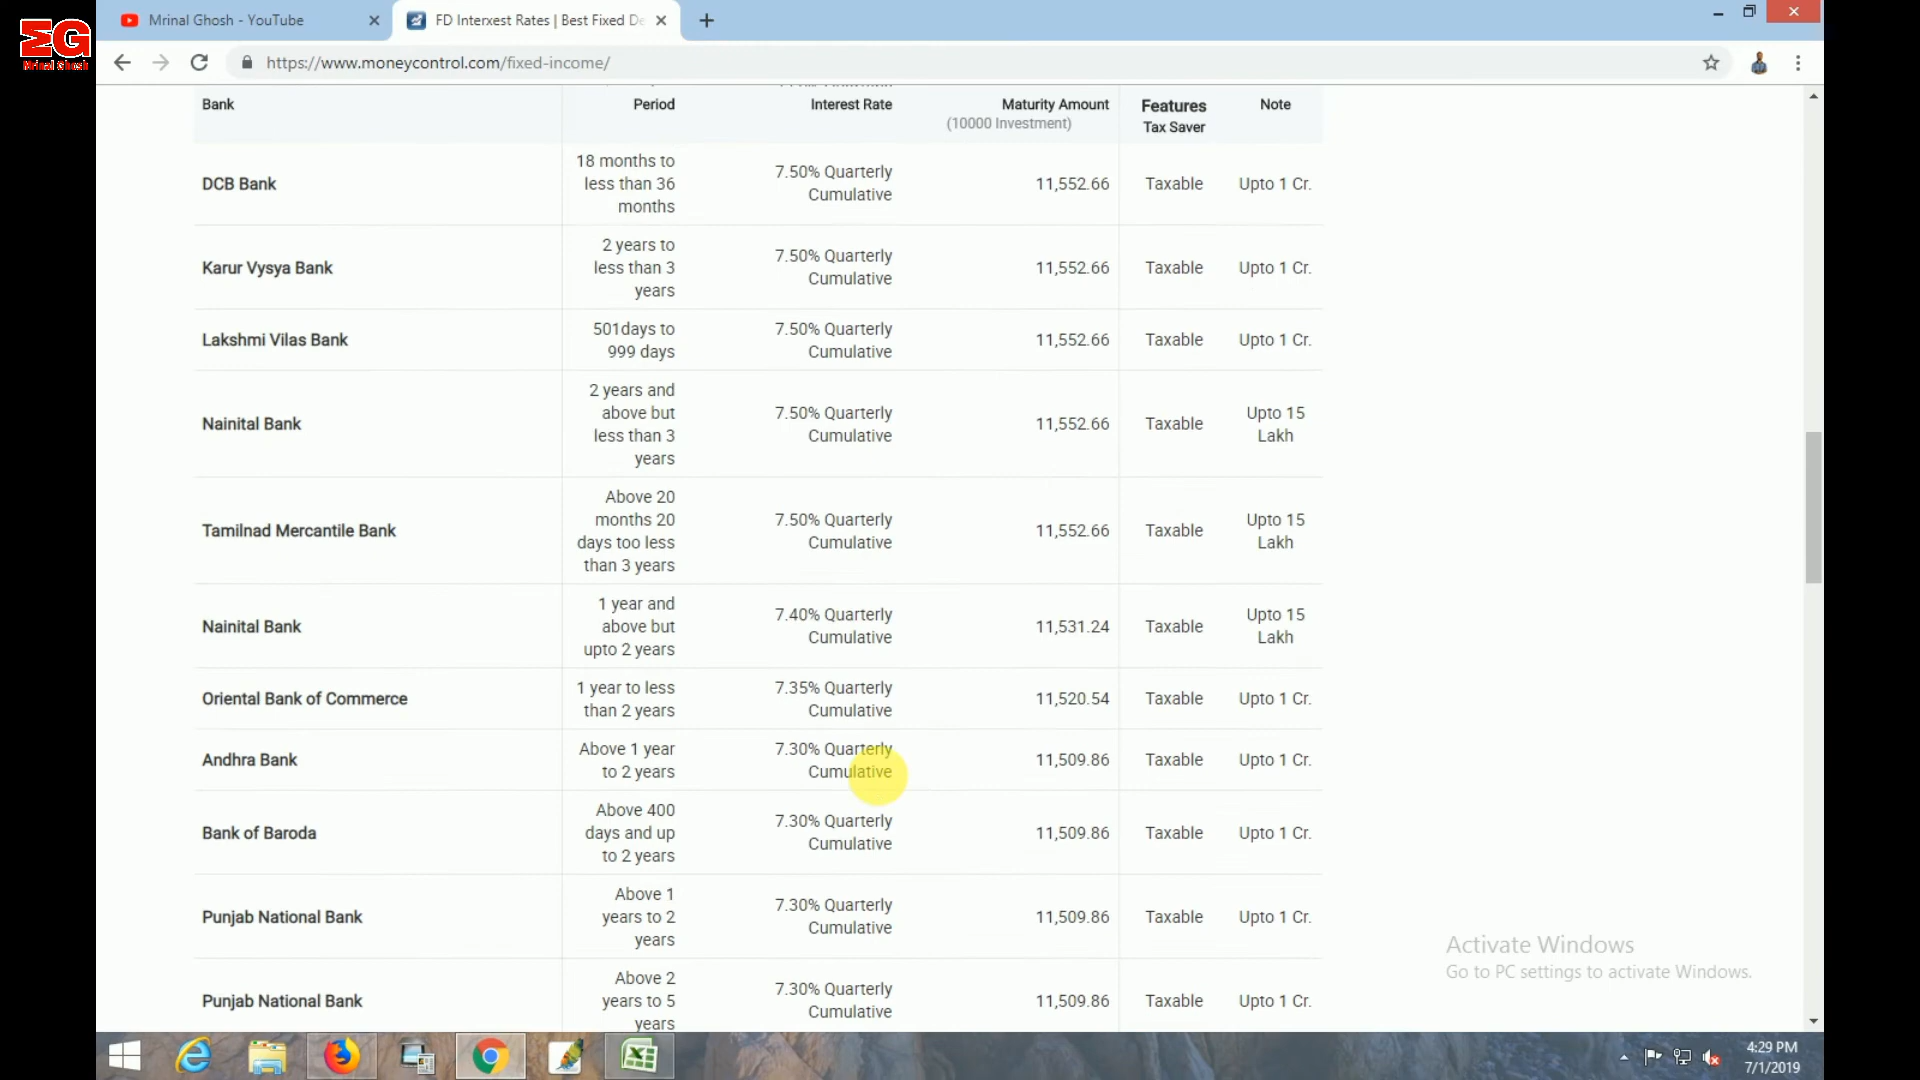 Mrinal Ghosh - YouTube
FD Interxest Rates | Best Fixed De
MG
Mrinal Ghosh
https://www.moneycontrol.com/fixed-income/
Bank Period Interest Rate Maturity Amount Features Note
(10000 Investment) Tax Saver
18 months to
less than 36
months
DCB Bank 7.50% Quarterly
Cumulative 11,552.66 Taxable Upto 1 Cr.
2 years to
less than 3
years
Karur Vysya Bank 7.50% Quarterly
Cumulative 11,552.66 Taxable Upto 1 Cr.
501days to
999 days
Lakshmi Vilas Bank 7.50% Quarterly
Cumulative 11,552.66 Taxable Upto 1 Cr.
2 years and
above but
less than 3
years
Nainital Bank 7.50% Quarterly
Cumulative 11,552.66 Taxable Upto 15
Lakh
Above 20
months 20
days too less
than 3 years
Tamilnad Mercantile Bank 7.50% Quarterly
Cumulative 11,552.66 Taxable Upto 15
Lakh
1 year and
above but
upto 2 years
Nainital Bank 7.40% Quarterly
Cumulative 11,531.24 Taxable Upto 15
Lakh
1 year to less
than 2 years
Oriental Bank of Commerce 7.35% Quarterly
Cumulative 11,520.54 Taxable Upto 1 Cr.
Above 1 year
to 2 years
Andhra Bank 7.30% Quarterly
Cumulative 11,509.86 Taxable Upto 1 Cr.
Above 400
days and up
to 2 years
Bank of Baroda 7.30% Quarterly
Cumulative 11,509.86 Taxable Upto 1 Cr.
Above 1
years to 2
years
Punjab National Bank 7.30% Quarterly
Cumulative 11,509.86 Taxable Upto 1 Cr.
Above 2
years to 5
years
Punjab National Bank 7.30% Quarterly
Cumulative 11,509.86 Taxable Upto 1 Cr.
Activate Windows
Go to PC settings to activate Windows.
4:29 PM
7/1/2019